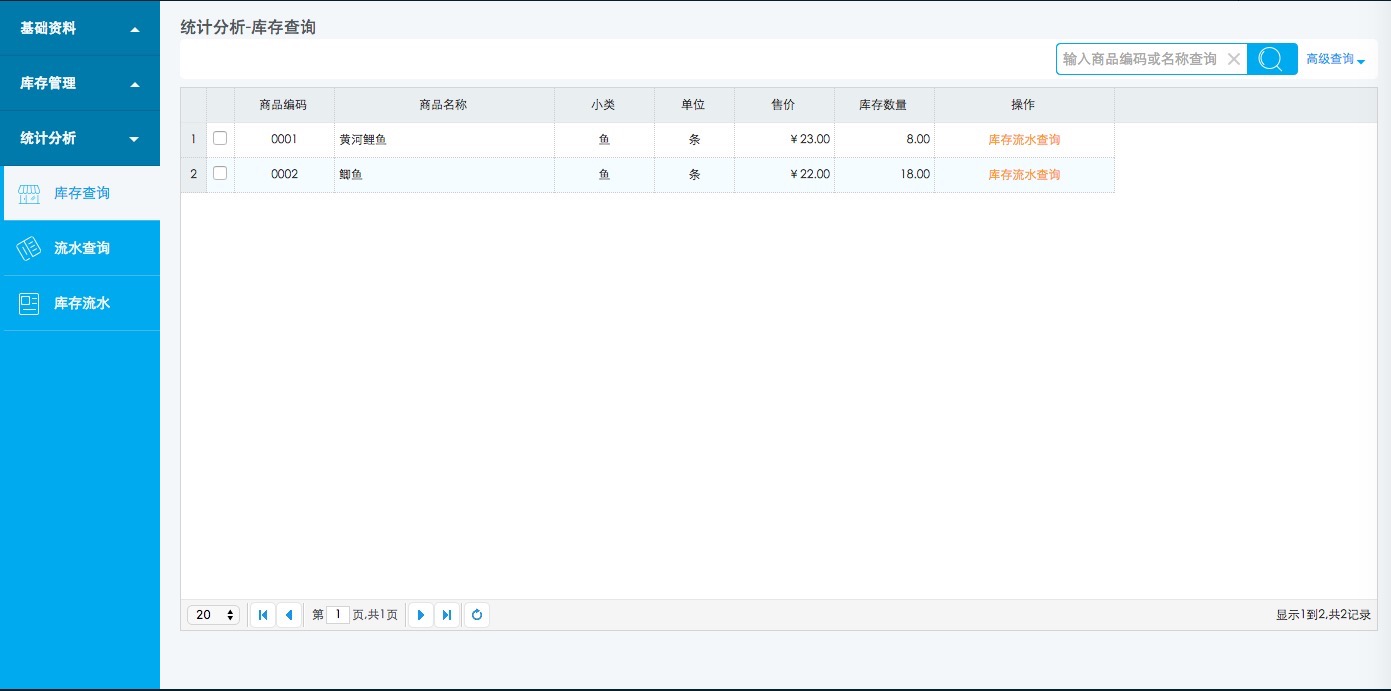 基础资料
库存管理
统计分析
库存查询
流水查询
库存流水
统计分析-库存查询
输入商品编码或名称查询 高级查询
商品编码 商品名称 小类 单位 售价 库存数量 操作
1 0001 黄河鲤鱼 鱼 条 ¥23.00 8.00 库存流水查询
2 0002 鲫鱼 鱼 条 ¥22.00 18.00 库存流水查询
20 第 1 页,共1页 显示1到2,共2记录